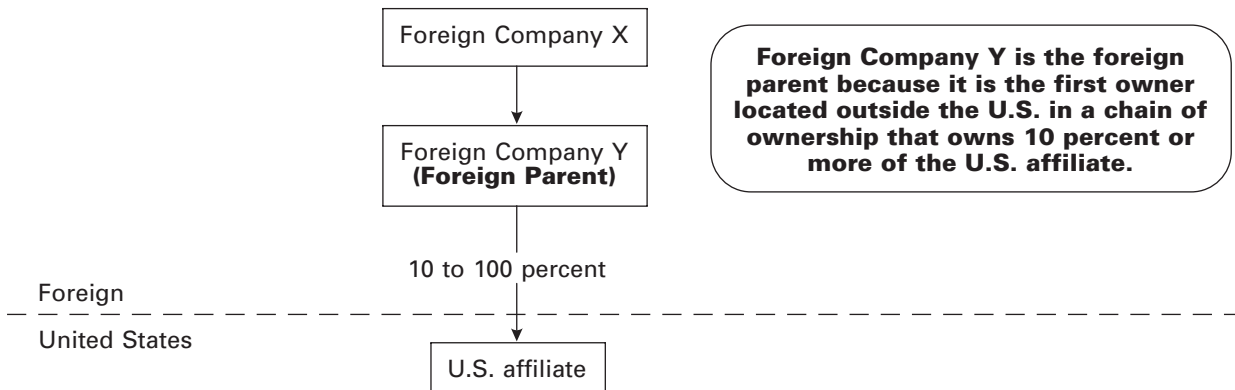 Foreign Company X
Foreign Company Y is the foreign
parent because it is the first owner
located outside the U.S. in a chain of
ownership that owns 10 percent or
more of the U.S. affiliate.
Foreign Company Y
(Foreign Parent)
10 to 100 percent
Foreign
United States
U.S. affiliate